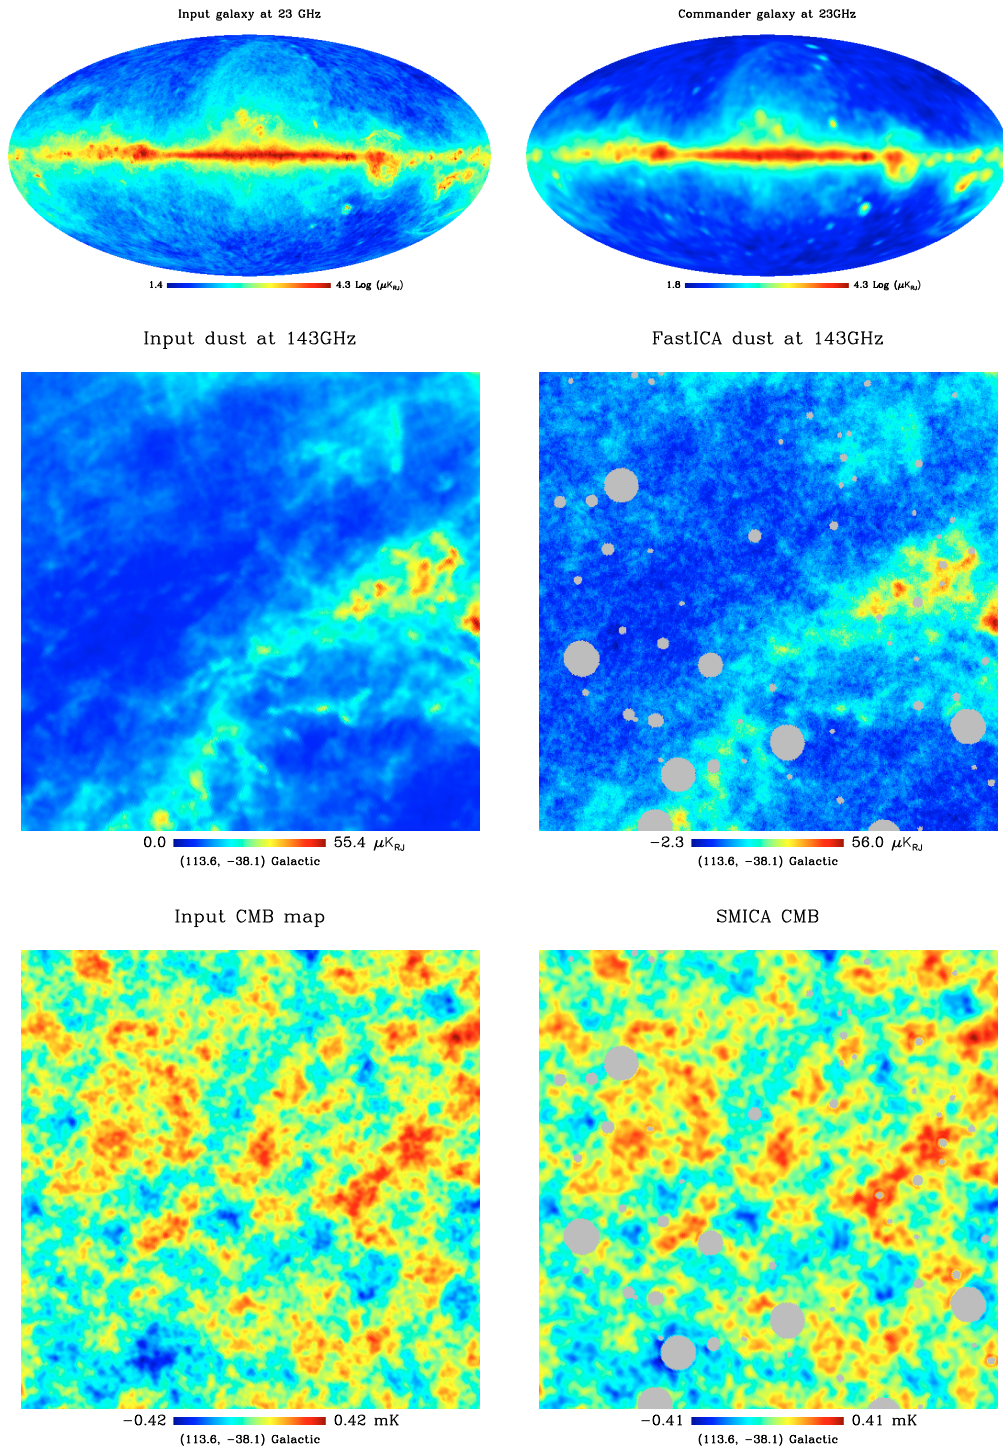 Input galaxy at 23 GHz
Commander galaxy at 23GHz
1.4 4.3 Log (μK_RJ)
1.8 4.3 Log (μK_RJ)
Input dust at 143GHz
FastICA dust at 143GHz
0.0 55.4 μK_RJ
(113.6, −38.1) Galactic
−2.3 56.0 μK_RJ
(113.6, −38.1) Galactic
Input CMB map
SMICA CMB
−0.42 0.42 mK
(113.6, −38.1) Galactic
−0.41 0.41 mK
(113.6, −38.1) Galactic